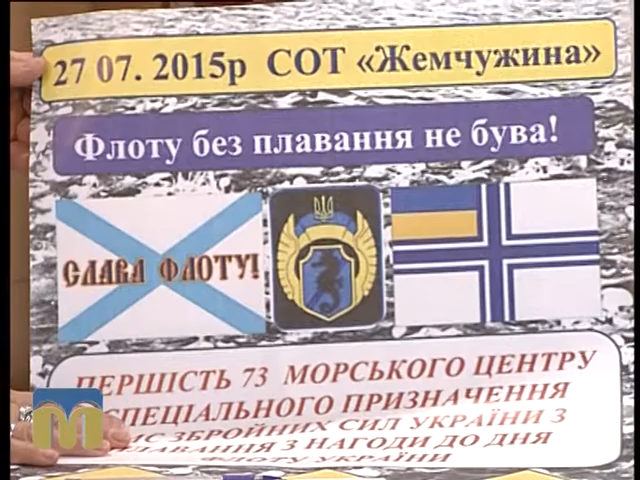 27 07. 2015р СОТ «Жемчужина»
Флоту без плавання не бува!
СЛАВА ФЛОТУ!
ПЕРШІСТЬ 73 МОРСЬКОГО ЦЕНТРУ
СПЕЦІАЛЬНОГО ПРИЗНАЧЕННЯ
ЗБРОЙНИХ СИЛ УКРАЇНИ З
ПЛАВАННЯ З НАГОДИ ДО ДНЯ
ФЛОТУ УКРАЇНИ
М